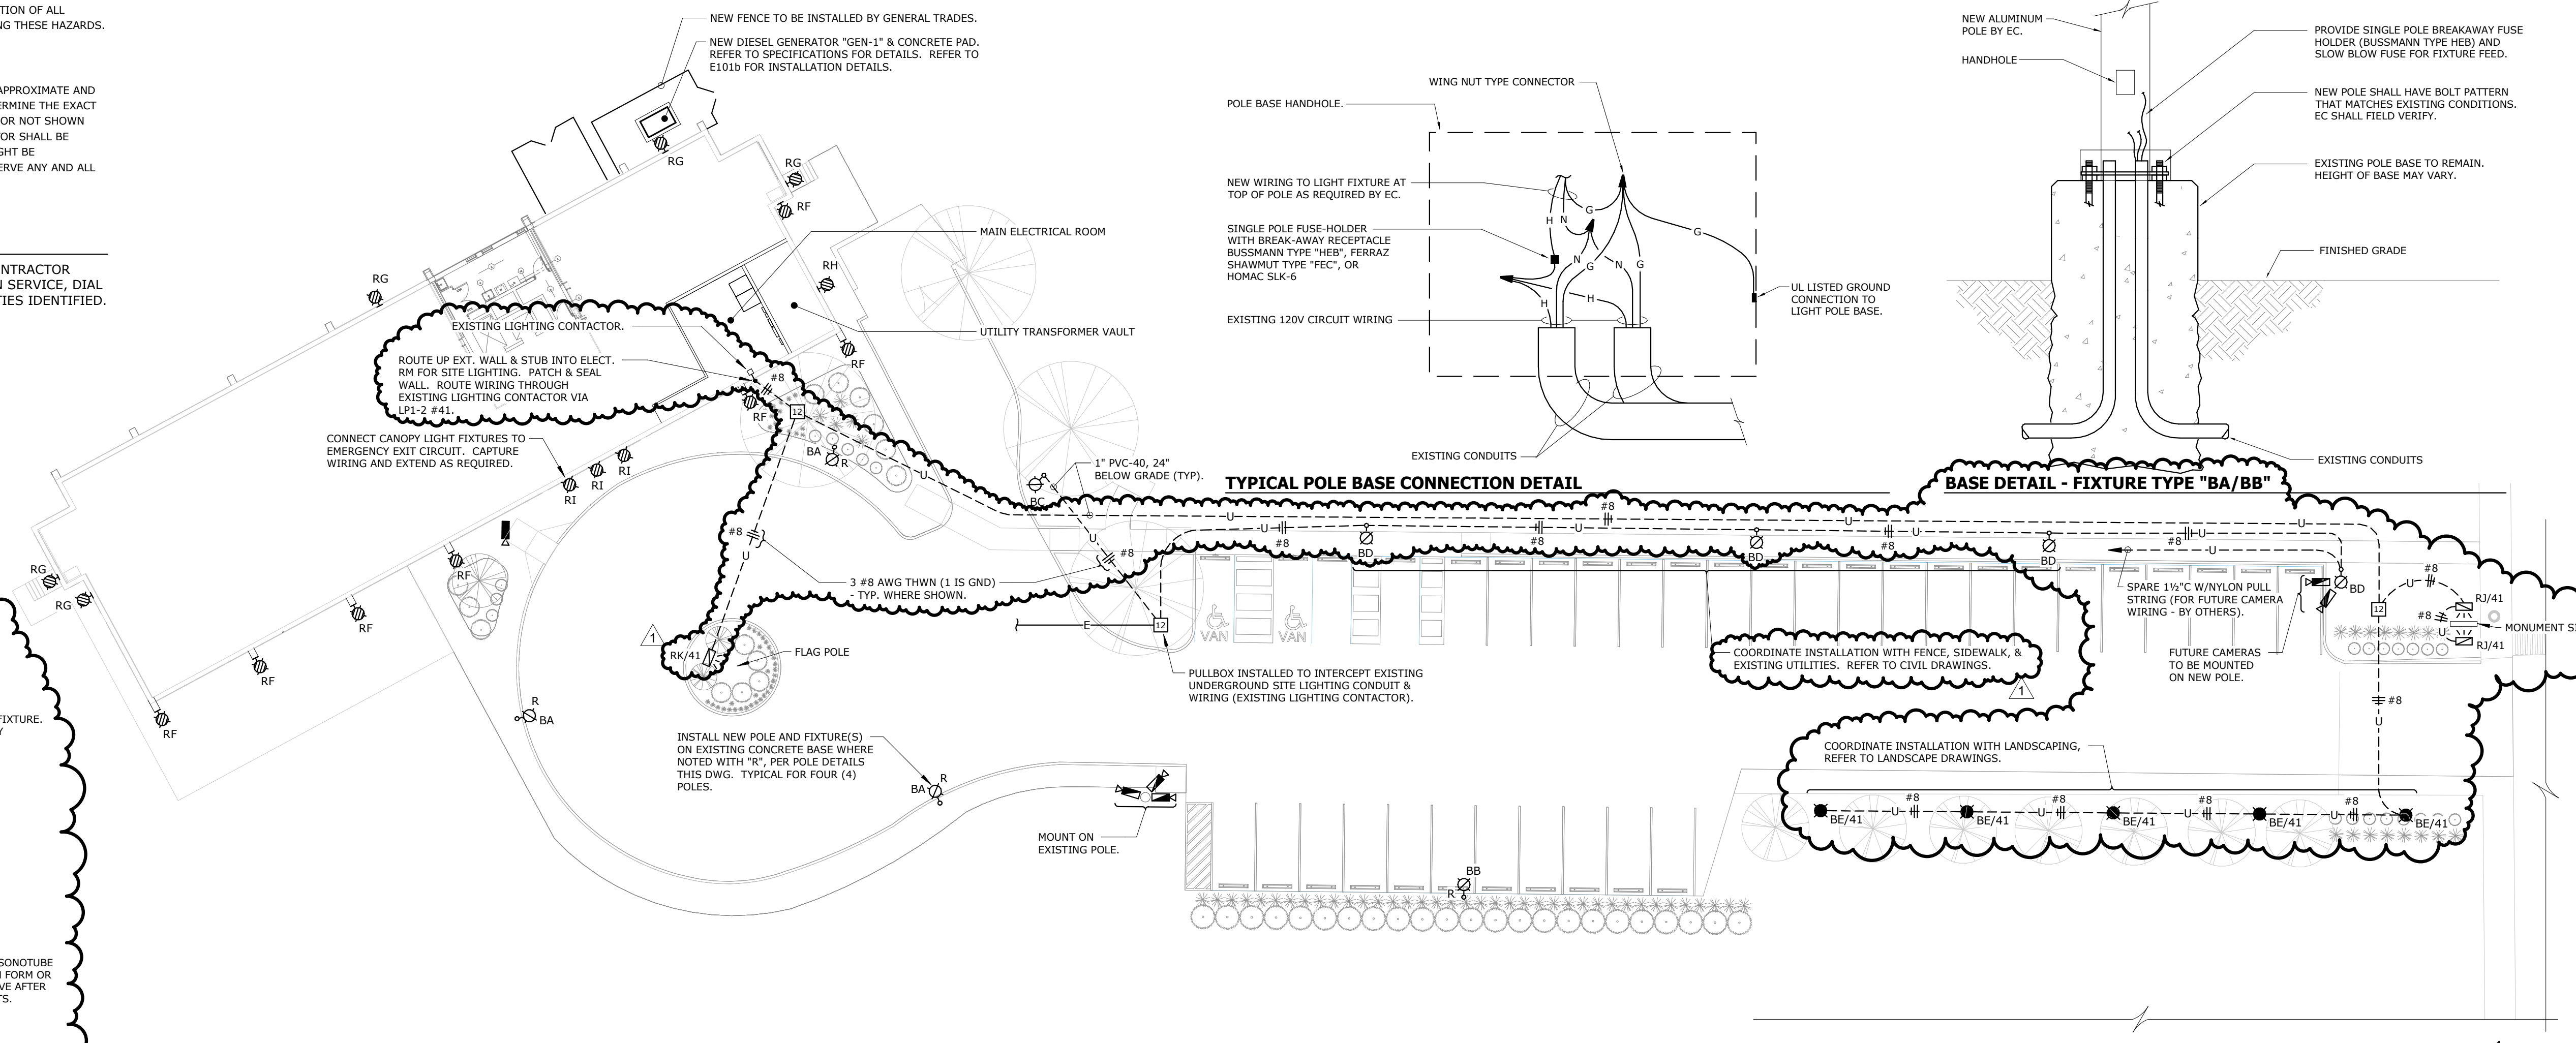 TION OF ALL
NG THESE HAZARDS.
APPROXIMATE AND
ERMINE THE EXACT
OR NOT SHOWN
TOR SHALL BE
GHT BE
SERVE ANY AND ALL
ONTRACTOR
N SERVICE, DIAL
TIES IDENTIFIED.
NEW FENCE TO BE INSTALLED BY GENERAL TRADES.
NEW DIESEL GENERATOR "GEN-1" & CONCRETE PAD.
REFER TO SPECIFICATIONS FOR DETAILS. REFER TO
E101b FOR INSTALLATION DETAILS.
RG
RG
RF
MAIN ELECTRICAL ROOM
RH
RG
UTILITY TRANSFORMER VAULT
EXISTING LIGHTING CONTACTOR.
RF
ROUTE UP EXT. WALL & STUB INTO ELECT.
RM FOR SITE LIGHTING. PATCH & SEAL
WALL. ROUTE WIRING THROUGH
EXISTING LIGHTING CONTACTOR VIA
LP1-2 #41.
#8
RF
12
CONNECT CANOPY LIGHT FIXTURES TO
EMERGENCY EXIT CIRCUIT. CAPTURE
WIRING AND EXTEND AS REQUIRED.
RI
RI
RI
BA
R
U
BC
1" PVC-40, 24"
BELOW GRADE (TYP).
WING NUT TYPE CONNECTOR
POLE BASE HANDHOLE.
NEW WIRING TO LIGHT FIXTURE AT
TOP OF POLE AS REQUIRED BY EC.
SINGLE POLE FUSE-HOLDER
WITH BREAK-AWAY RECEPTACLE
BUSSMANN TYPE "HEB", FERRAZ
SHAWMUT TYPE "FEC", OR
HOMAC SLK-6
EXISTING 120V CIRCUIT WIRING
H
N
G
G
N
G
N
G
H
H
UL LISTED GROUND
CONNECTION TO
LIGHT POLE BASE.
EXISTING CONDUITS
TYPICAL POLE BASE CONNECTION DETAIL
NEW ALUMINUM
POLE BY EC.
HANDHOLE
PROVIDE SINGLE POLE BREAKAWAY FUSE
HOLDER (BUSSMANN TYPE HEB) AND
SLOW BLOW FUSE FOR FIXTURE FEED.
NEW POLE SHALL HAVE BOLT PATTERN
THAT MATCHES EXISTING CONDITIONS.
EC SHALL FIELD VERIFY.
EXISTING POLE BASE TO REMAIN.
HEIGHT OF BASE MAY VARY.
FINISHED GRADE
EXISTING CONDUITS
BASE DETAIL - FIXTURE TYPE "BA/BB"
#8
U
U
U
U
U
#8
BD
#8
U
U
BD
#8
U
BD
#8
U
U
#8
U
U
#8
3 #8 AWG THWN (1 IS GND)
- TYP. WHERE SHOWN.
E
12
VAN
VAN
SPARE 1½"C W/NYLON PULL
STRING (FOR FUTURE CAMERA
WIRING - BY OTHERS).
BD
12
#8
U
RJ/41
#8
U
RJ/41
MONUMENT S
RG
RG
RF
RF
RF
RF
1
RK/41
FLAG POLE
PULLBOX INSTALLED TO INTERCEPT EXISTING
UNDERGROUND SITE LIGHTING CONDUIT &
WIRING (EXISTING LIGHTING CONTACTOR).
COORDINATE INSTALLATION WITH FENCE, SIDEWALK, &
EXISTING UTILITIES. REFER TO CIVIL DRAWINGS.
1
FUTURE CAMERAS
TO BE MOUNTED
ON NEW POLE.
#8
U
R
BA
INSTALL NEW POLE AND FIXTURE(S)
ON EXISTING CONCRETE BASE WHERE
NOTED WITH "R", PER POLE DETAILS
THIS DWG. TYPICAL FOR FOUR (4)
POLES.
R
BA
MOUNT ON
EXISTING POLE.
BB
R
COORDINATE INSTALLATION WITH LANDSCAPING,
REFER TO LANDSCAPE DRAWINGS.
BE/41
U
#8
BE/41
U
#8
BE/41
U
#8
BE/41
U
#8
BE/41
FIXTURE.
Y
SONOTUBE
N FORM OR
VE AFTER
TS.